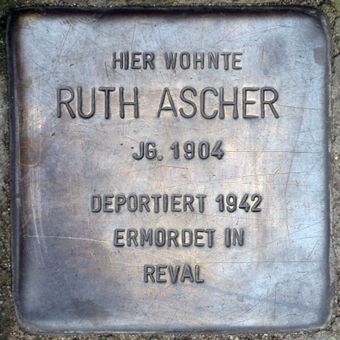 HIER WOHNTE
RUTH ASCHER
JG. 1904
DEPORTIERT 1942
ERMORDET IN
REVAL